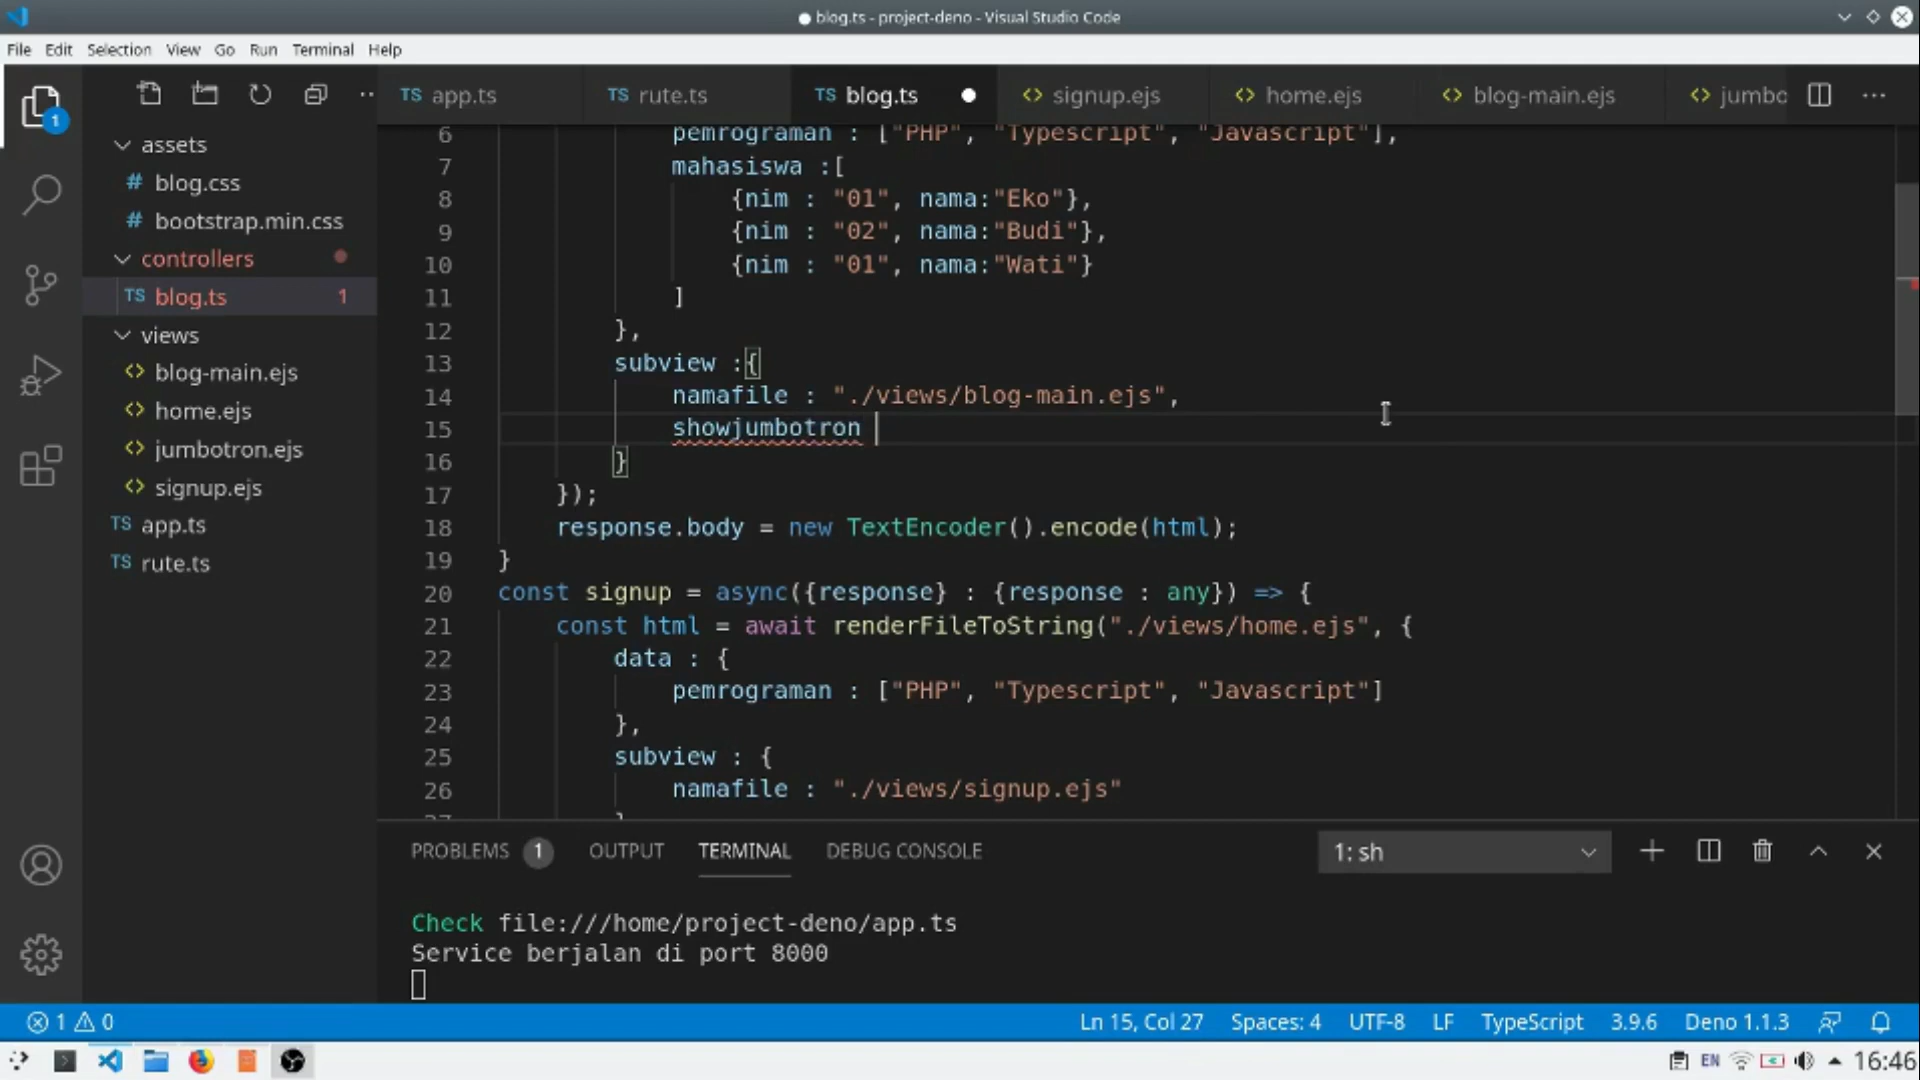 blog.ts - project-deno - Visual Studio Code
File Edit Selection View Go Run Terminal Help
TS app.ts
TS rute.ts
TS blog.ts
signup.ejs
home.ejs
blog-main.ejs
jumbo
1
assets
# blog.css
# bootstrap.min.css
controllers
TS blog.ts 1
views
blog-main.ejs
home.ejs
jumbotron.ejs
signup.ejs
TS app.ts
TS rute.ts
6 pemrograman : ["PHP", "Typescript", "Javascript"],
7 mahasiswa :[
8 {nim : "01", nama:"Eko"},
9 {nim : "02", nama:"Budi"},
10 {nim : "01", nama:"Wati"}
11 ]
12 },
13 subview :{
14 namafile : "./views/blog-main.ejs",
15 showjumbotron
16 }
17 });
18 response.body = new TextEncoder().encode(html);
19 }
20 const signup = async({response} : {response : any}) => {
21 const html = await renderFileToString("./views/home.ejs", {
22 data : {
23 pemrograman : ["PHP", "Typescript", "Javascript"]
24 },
25 subview : {
26 namafile : "./views/signup.ejs"
27 }
PROBLEMS 1 OUTPUT TERMINAL DEBUG CONSOLE
1: sh
Check file:///home/project-deno/app.ts
Service berjalan di port 8000
1 0
Ln 15, Col 27 Spaces: 4 UTF-8 LF TypeScript 3.9.6 Deno 1.1.3
EN 16:46